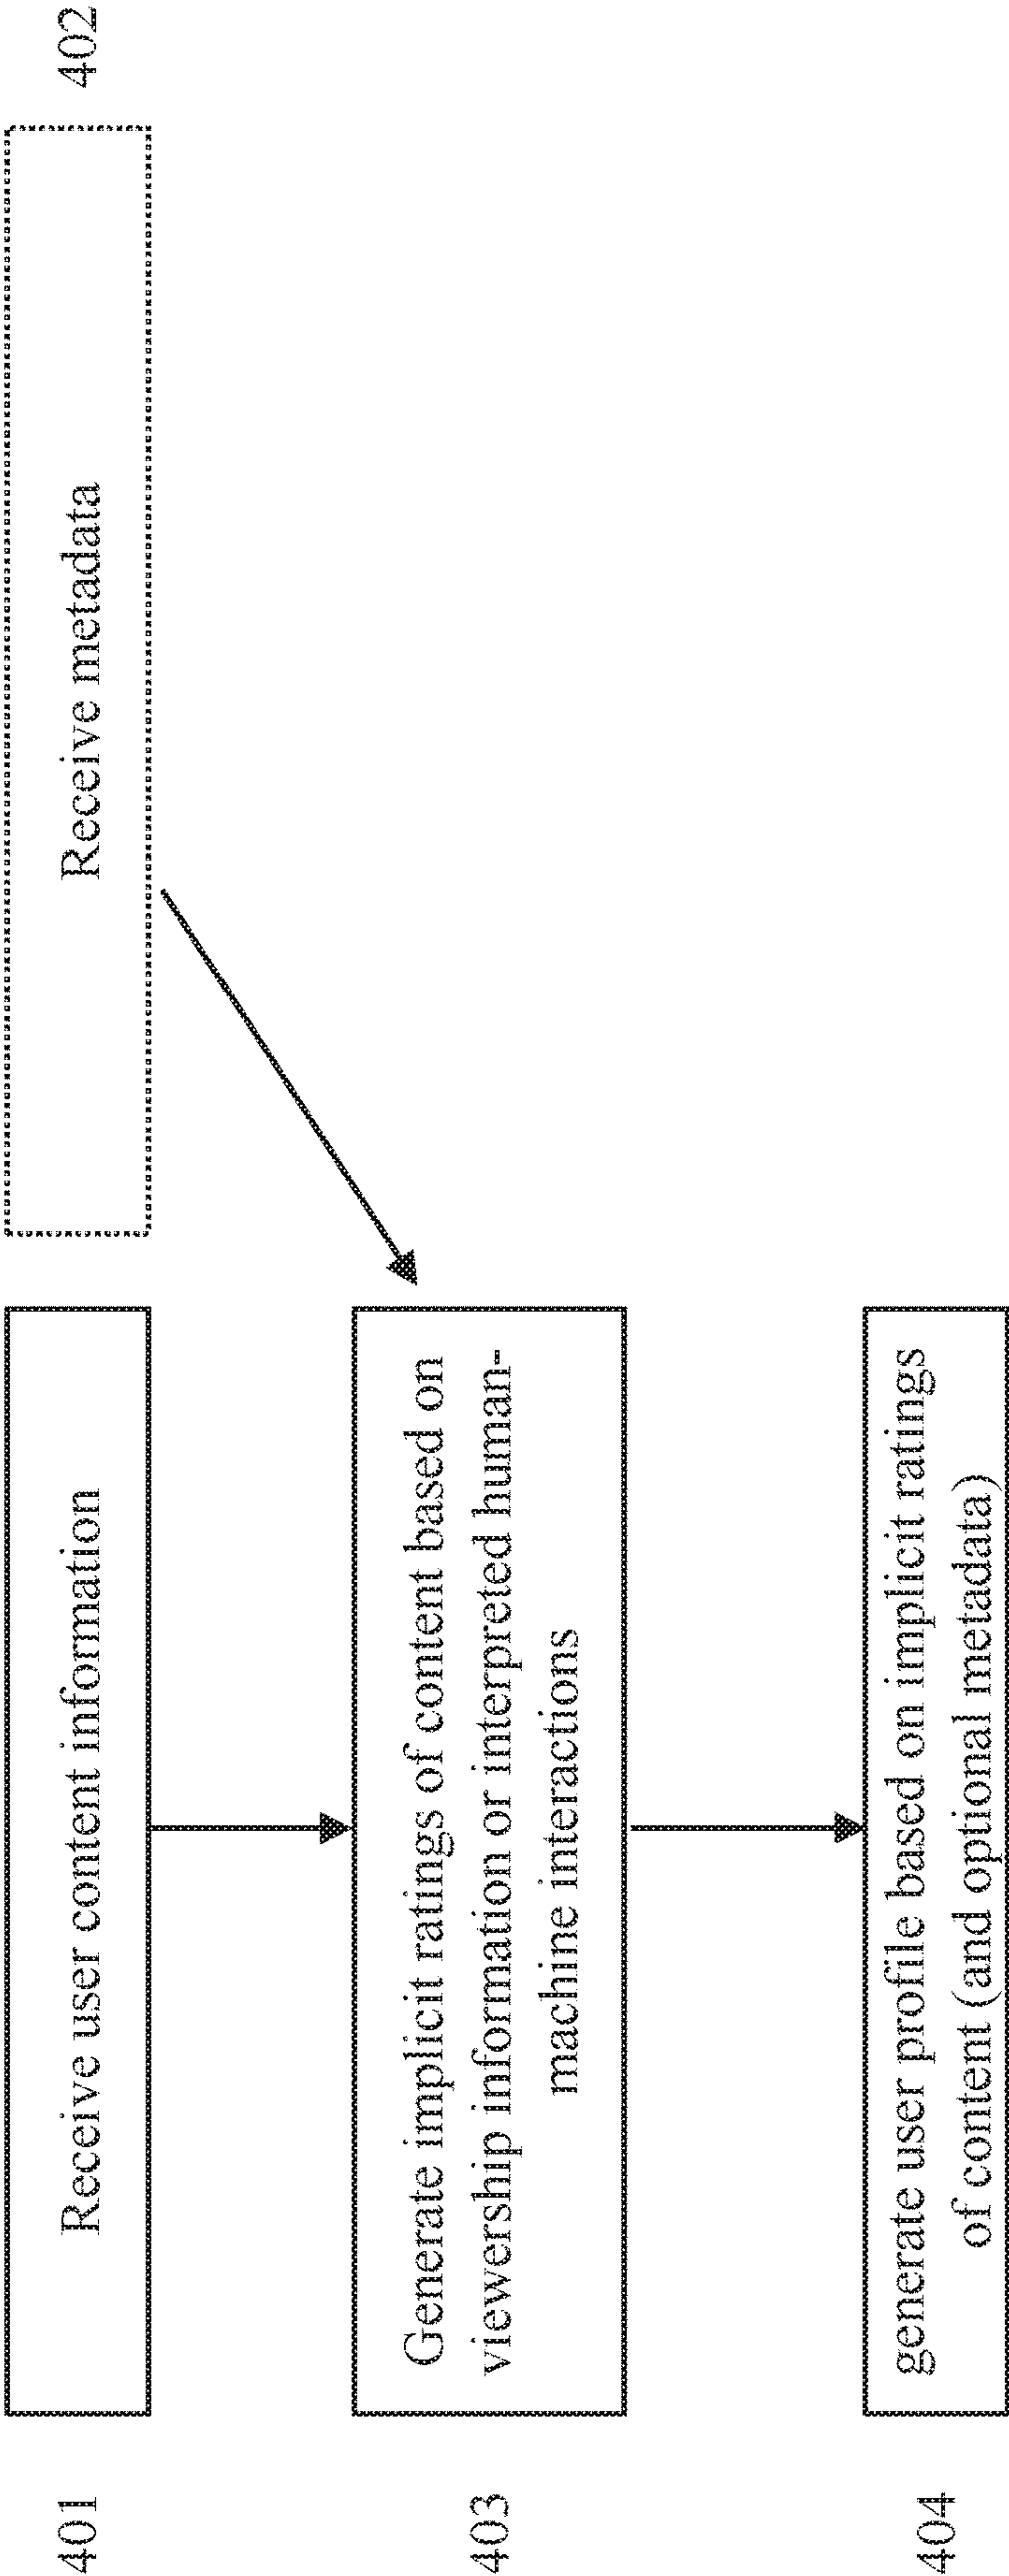 401
Receive user content information
Receive metadata
402
403
Generate implicit ratings of content based on
viewership information or interpreted human-
machine interactions
404
generate user profile based on implicit ratings
of content (and optional metadata)